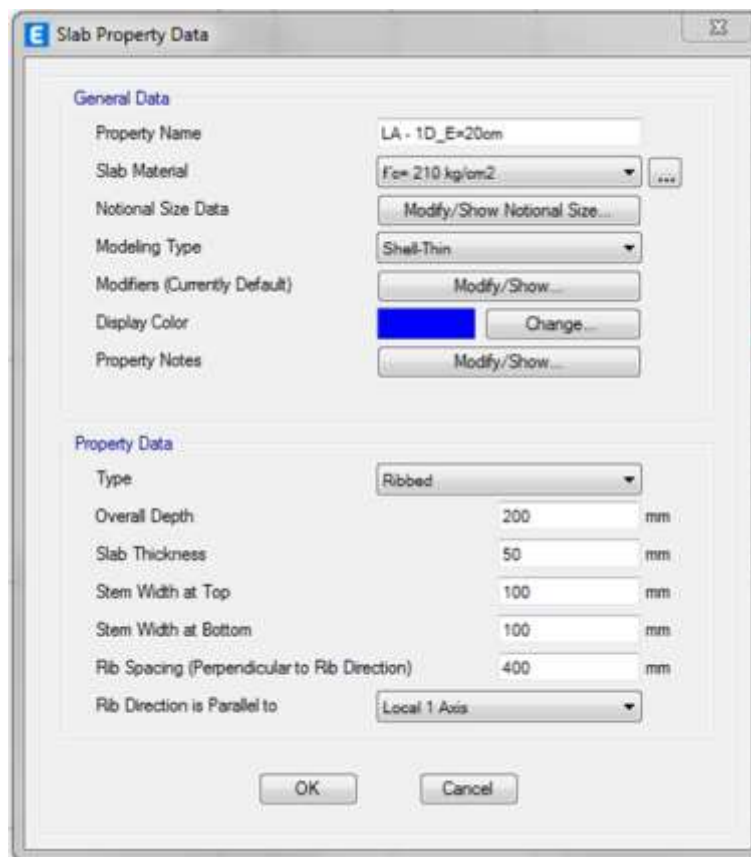 E Slab Property Data
General Data
Property Name LA - 1D_E=20cm
Slab Material f'c= 210 kg/cm2 ...
Notional Size Data Modify/Show Notional Size...
Modeling Type Shell-Thin
Modifiers (Currently Default) Modify/Show...
Display Color Change...
Property Notes Modify/Show...
Property Data
Type Ribbed
Overall Depth 200 mm
Slab Thickness 50 mm
Stem Width at Top 100 mm
Stem Width at Bottom 100 mm
Rib Spacing (Perpendicular to Rib Direction) 400 mm
Rib Direction is Parallel to Local 1 Axis
OK Cancel